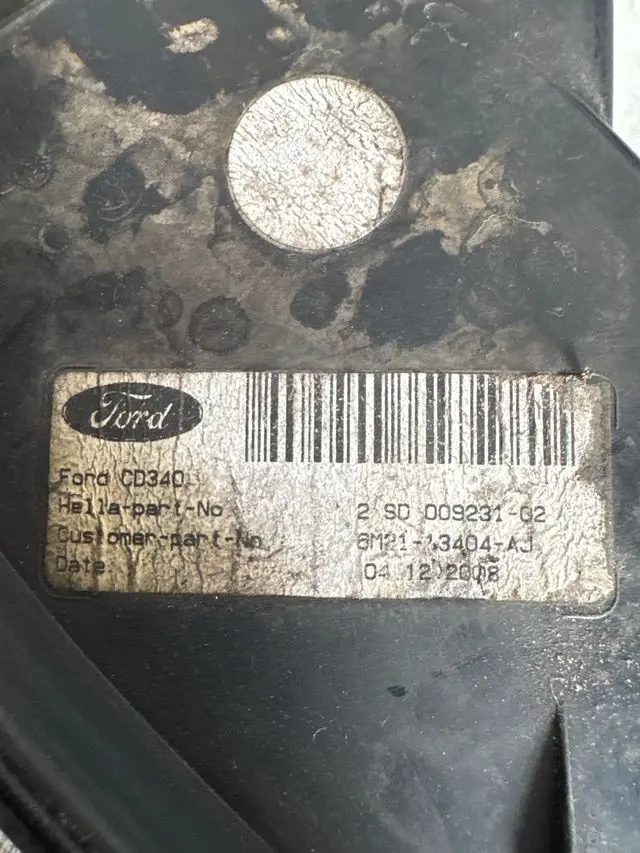 Ford
Ford CD340
Hella-part-No 2 SD 009231-02
Customer-part-No 6M21-13404-AJ
Date 04.12.2008